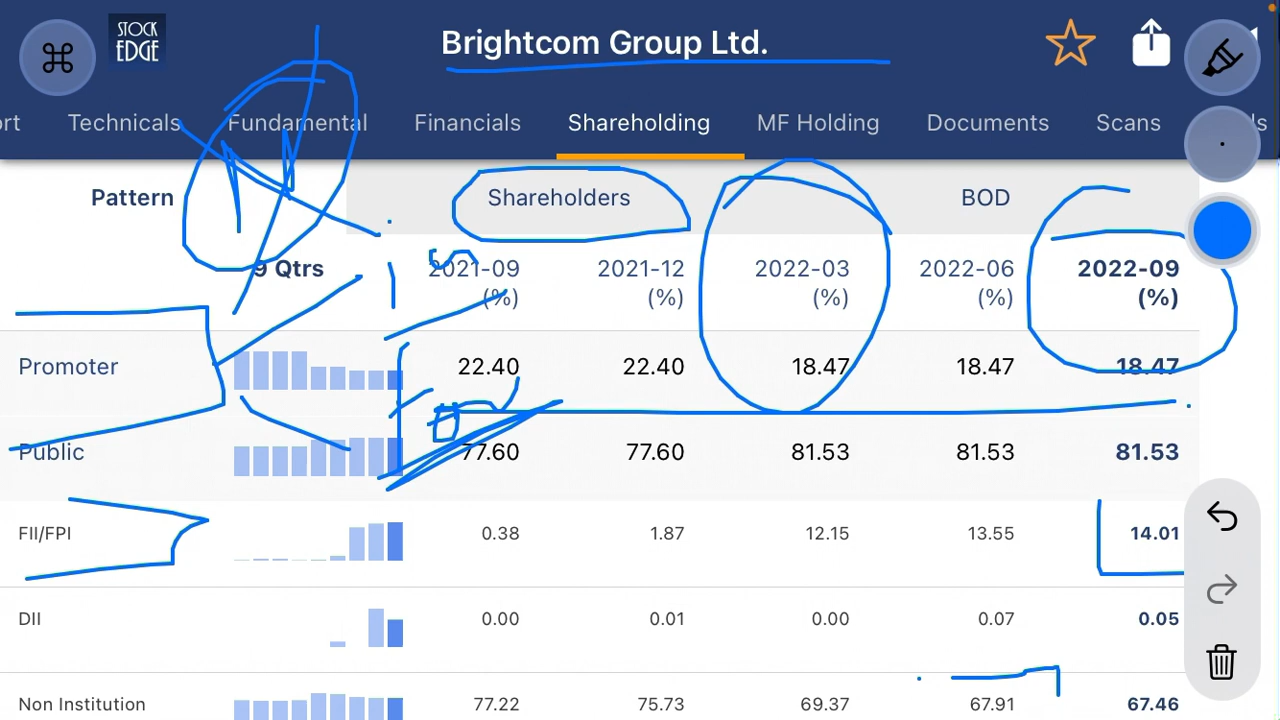 STOCK
EDGE
Brightcom Group Ltd.
Technicals Fundamental Financials Shareholding MF Holding Documents Scans
Pattern Shareholders BOD
9 Qtrs 2021-09 (%) 2021-12 (%) 2022-03 (%) 2022-06 (%) 2022-09 (%)
Promoter 22.40 22.40 18.47 18.47 18.47
Public 77.60 77.60 81.53 81.53 81.53
FII/FPI 0.38 1.87 12.15 13.55 14.01
DII 0.00 0.01 0.00 0.07 0.05
Non Institution 77.22 75.73 69.37 67.91 67.46